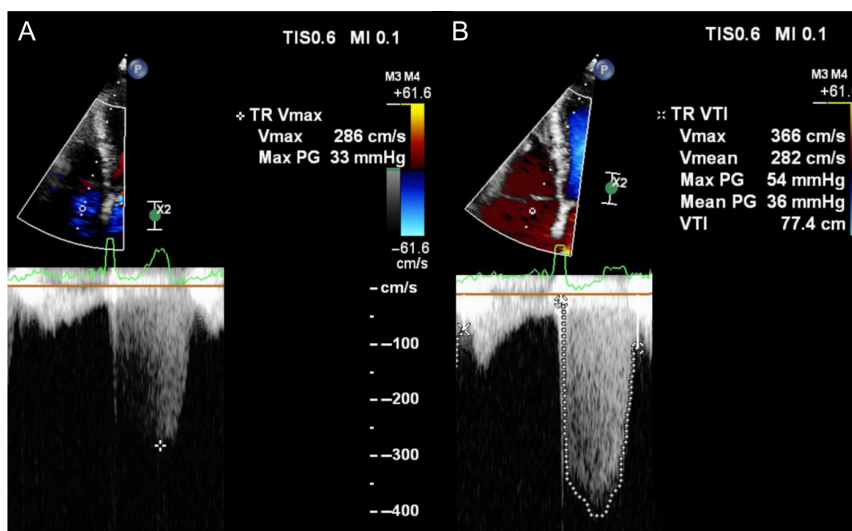 A
TIS0.6 MI 0.1
P
M3 M4
+61.6
TR Vmax
Vmax 286 cm/s
Max PG 33 mmHg
X2
-61.6
cm/s
cm/s
-100
-200
-300
-400
B
TIS0.6 MI 0.1
P
M3 M4
+61.6
TR VTI
Vmax 366 cm/s
Vmean 282 cm/s
Max PG 54 mmHg
Mean PG 36 mmHg
VTI 77.4 cm
X2